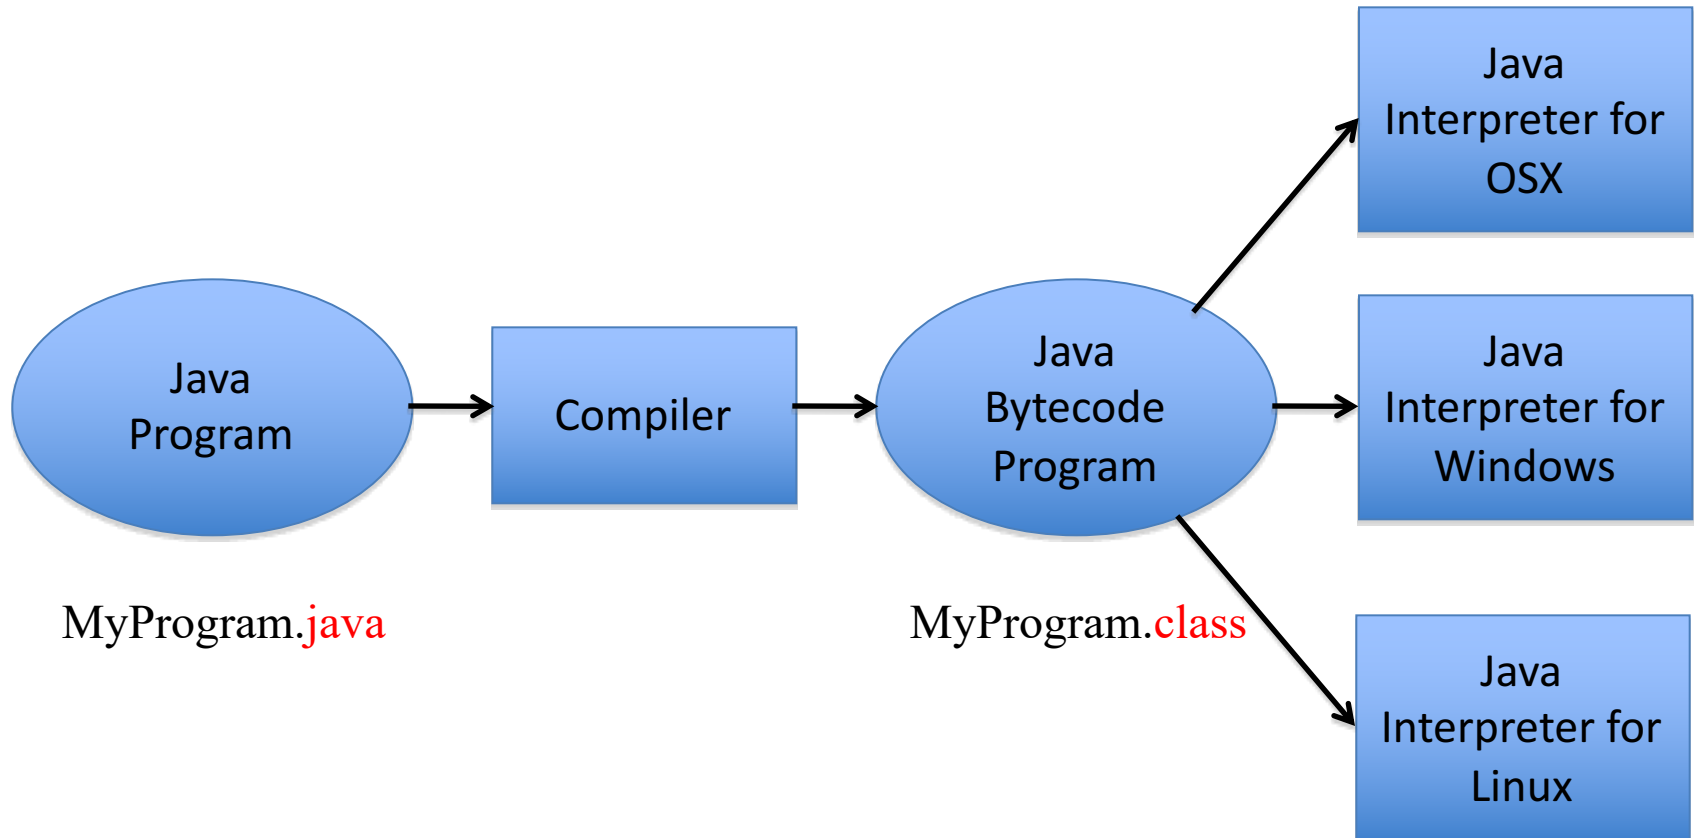 Java
Program
MyProgram.java
Compiler
Java
Bytecode
Program
MyProgram.class
Java
Interpreter for
OSX
Java
Interpreter for
Windows
Java
Interpreter for
Linux